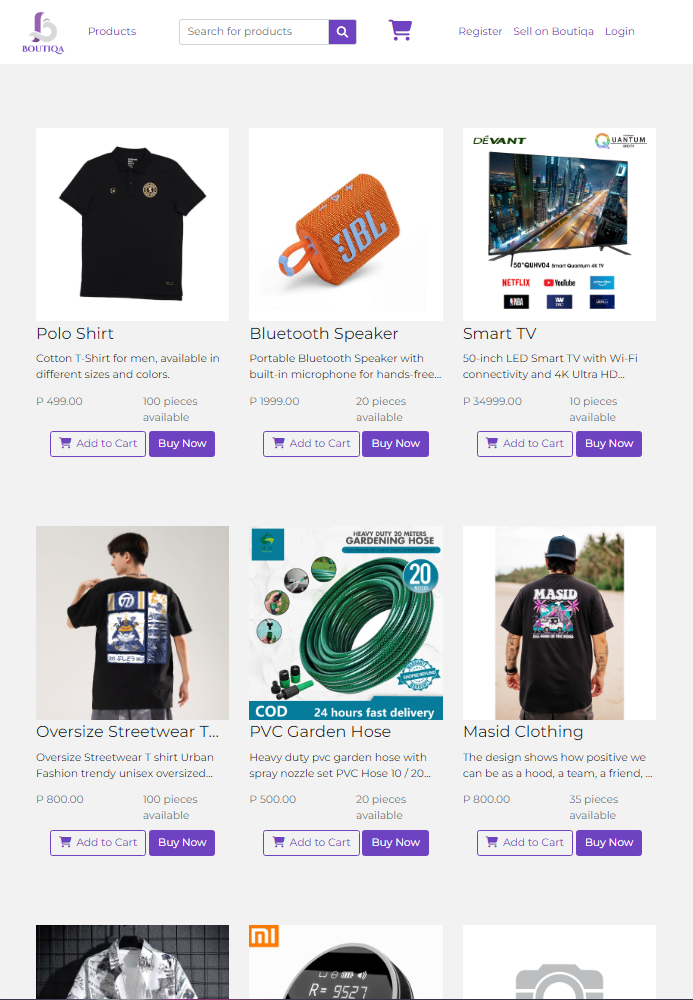 BOUTIQA
Products
Search for products
Register
Sell on Boutiqa
Login
JBL
DEVANT
QUANTUM
50"QUHV04 Smart Quantum 4K TV
NETFLIX
YouTube
prime video
NBA
Polo Shirt
Bluetooth Speaker
Smart TV
Cotton T-Shirt for men, available in
different sizes and colors.
Portable Bluetooth Speaker with
built-in microphone for hands-free...
50-inch LED Smart TV with Wi-Fi
connectivity and 4K Ultra HD...
P 499.00
100 pieces
available
P 1999.00
20 pieces
available
P 34999.00
10 pieces
available
Add to Cart
Buy Now
Add to Cart
Buy Now
Add to Cart
Buy Now
HEAVY DUTY 20 METERS
GARDENING HOSE
20
METERS
COD
24 hours fast delivery
MASID
Oversize Streetwear T...
PVC Garden Hose
Masid Clothing
Oversize Streetwear T shirt Urban
Fashion trendy unisex oversized...
Heavy duty pvc garden hose with
spray nozzle set PVC Hose 10 / 20...
The design shows how positive we
can be as a hood, a team, a friend, ...
P 800.00
100 pieces
available
P 500.00
20 pieces
available
P 800.00
35 pieces
available
Add to Cart
Buy Now
Add to Cart
Buy Now
Add to Cart
Buy Now
mi
R= 9527